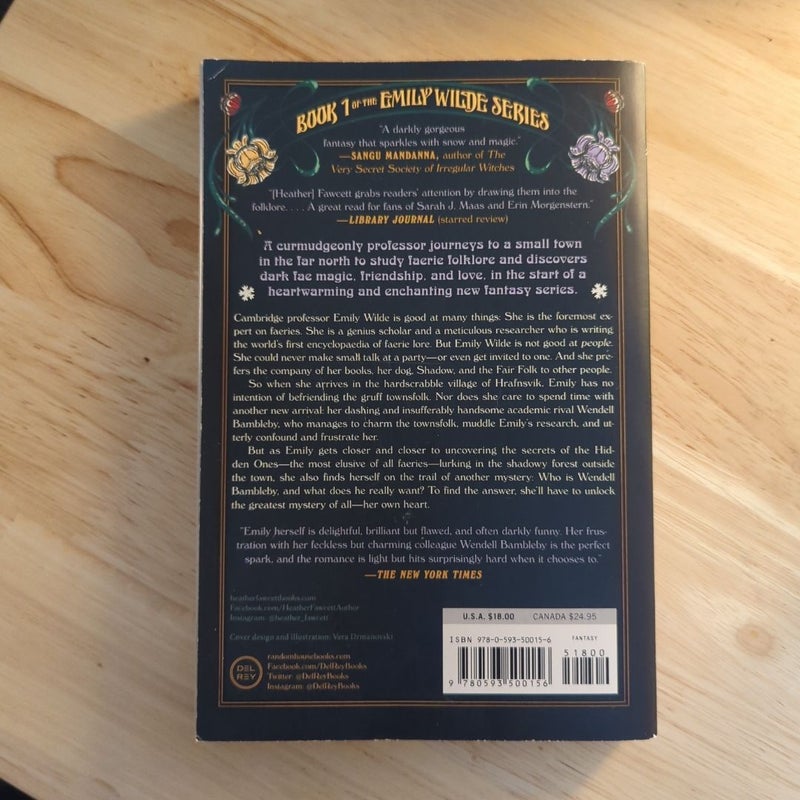 BOOK 1 OF THE EMILY WILDE SERIES
"A darkly gorgeous
fantasy that sparkles with snow and magic."
—SANGU MANDANNA, author of The
Very Secret Society of Irregular Witches
"[Heather] Fawcett grabs readers' attention by drawing them into the
folklore. . . . A great read for fans of Sarah J. Maas and Erin Morgenstern."
—LIBRARY JOURNAL (starred review)
A curmudgeonly professor journeys to a small town
in the far north to study faerie folklore and discovers
dark fae magic, friendship, and love, in the start of a
heartwarming and enchanting new fantasy series.
Cambridge professor Emily Wilde is good at many things: She is the foremost ex-
pert on faeries. She is a genius scholar and a meticulous researcher who is writing
the world's first encyclopaedia of faerie lore. But Emily Wilde is not good at people.
She could never make small talk at a party—or even get invited to one. And she pre-
fers the company of her books, her dog, Shadow, and the Fair Folk to other people.
So when she arrives in the hardscrabble village of Hrafnsvik, Emily has no
intention of befriending the gruff townsfolk. Nor does she care to spend time with
another new arrival: her dashing and insufferably handsome academic rival Wendell
Bambleby, who manages to charm the townsfolk, muddle Emily's research, and ut-
terly confound and frustrate her.
But as Emily gets closer and closer to uncovering the secrets of the Hid-
den Ones—the most elusive of all faeries—lurking in the shadowy forest outside
the town, she also finds herself on the trail of another mystery: Who is Wendell
Bambleby, and what does he really want? To find the answer, she'll have to unlock
the greatest mystery of all—her own heart.
"Emily herself is delightful, brilliant but flawed, and often darkly funny. Her frus-
tration with her feckless but charming colleague Wendell Bambleby is the perfect
spark, and the romance is light but hits surprisingly hard when it chooses to."
—THE NEW YORK TIMES
heatherfawcettbooks.com
Facebook.com/HeatherFawcettAuthor
Instagram: @heather_fawcett
Cover design and illustration: Vera Drmanovski
DEL
REY
randomhousebooks.com
Facebook.com/DelReyBooks
Twitter: @DelReyBooks
Instagram: @DelReyBooks
U.S.A. $18.00 CANADA $24.95
ISBN 978-0-593-50015-6
FANTASY
51800
9 780593 500156